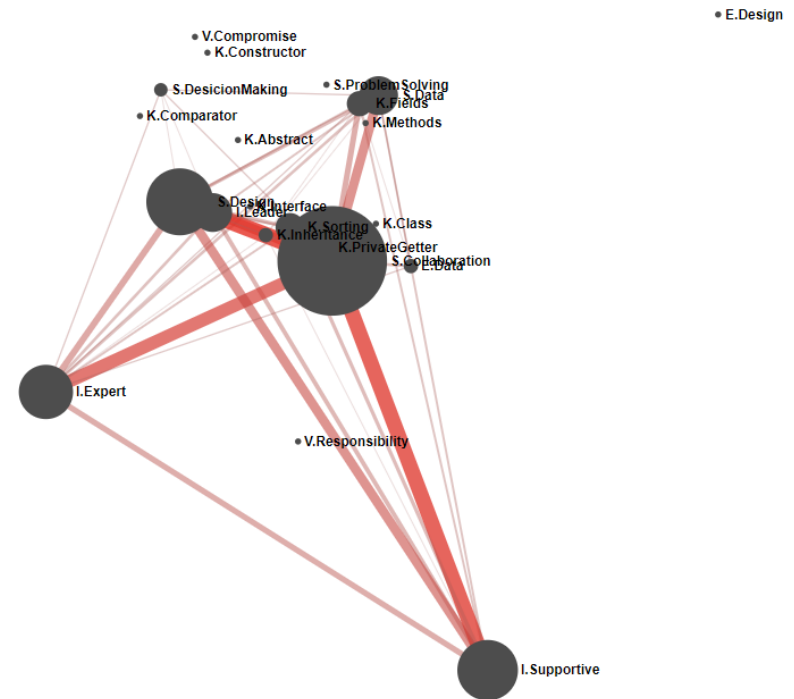 E.Design
V.Compromise
K.Constructor
S.ProblemSolving
S.DesicionMaking
S.Data
K.Fields
K.Comparator
K.Methods
K.Abstract
S.Design
K.Interface
I.Leader
K.Class
K.Sorting
K.Inheritance
K.PrivateGetter
S.Collaboration
E.Data
I.Expert
V.Responsibility
I.Supportive